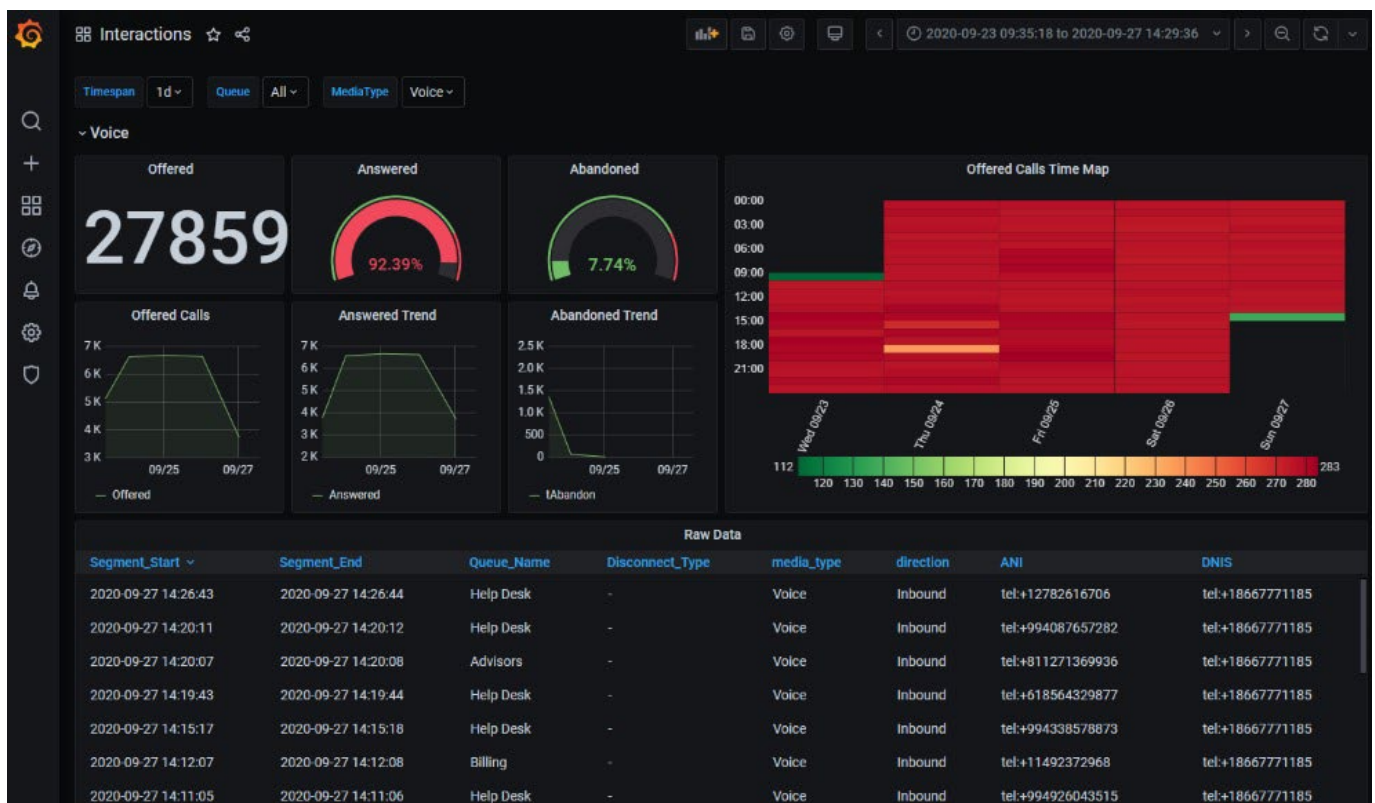 Interactions
2020-09-23 09:35:18 to 2020-09-27 14:29:36
Timespan 1d Queue All MediaType Voice
Voice
Offered
27859
Answered
92.39%
Abandoned
7.74%
Offered Calls Time Map
00:00
03:00
06:00
09:00
12:00
15:00
18:00
21:00
Wed 09/23 Thu 09/24 Fri 09/25 Sat 09/26 Sun 09/27
112 283
120 130 140 150 160 170 180 190 200 210 220 230 240 250 260 270 280
Offered Calls
7 K
6 K
5 K
4 K
3 K
09/25 09/27
Offered
Answered Trend
7 K
6 K
5 K
4 K
3 K
2 K
09/25 09/27
Answered
Abandoned Trend
2.5 K
2.0 K
1.5 K
1.0 K
500
0
09/25 09/27
tAbandon
Raw Data
Segment_Start Segment_End Queue_Name Disconnect_Type media_type direction ANI DNIS
2020-09-27 14:26:43 2020-09-27 14:26:44 Help Desk - Voice Inbound tel:+12782616706 tel:+18667771185
2020-09-27 14:20:11 2020-09-27 14:20:12 Help Desk - Voice Inbound tel:+994087657282 tel:+18667771185
2020-09-27 14:20:07 2020-09-27 14:20:08 Advisors - Voice Inbound tel:+811271369936 tel:+18667771185
2020-09-27 14:19:43 2020-09-27 14:19:44 Help Desk - Voice Inbound tel:+618564329877 tel:+18667771185
2020-09-27 14:15:17 2020-09-27 14:15:18 Help Desk - Voice Inbound tel:+994338578873 tel:+18667771185
2020-09-27 14:12:07 2020-09-27 14:12:08 Billing - Voice Inbound tel:+11492372968 tel:+18667771185
2020-09-27 14:11:05 2020-09-27 14:11:06 Help Desk - Voice Inbound tel:+994926043515 tel:+18667771185